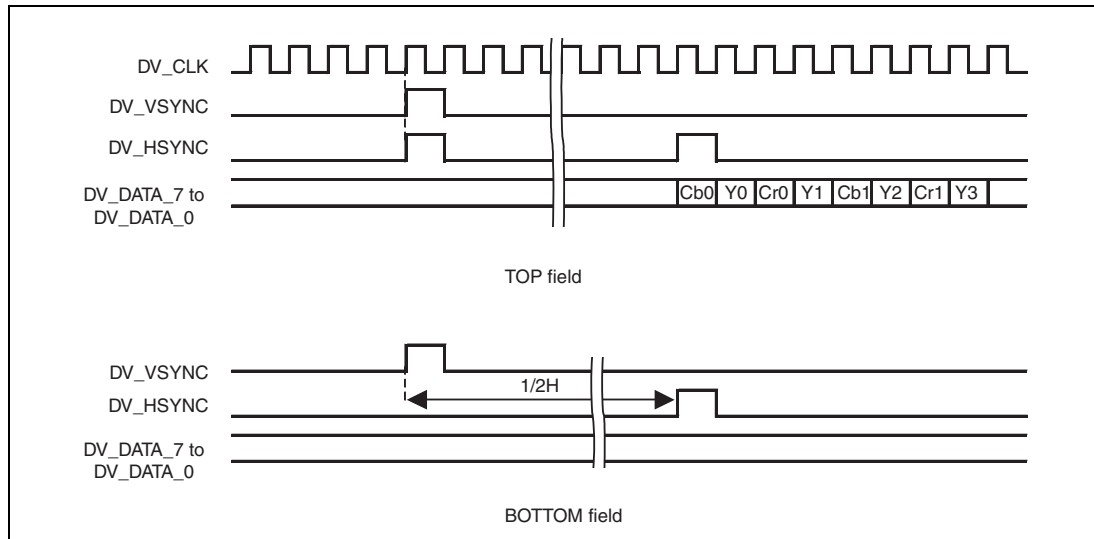 DV_CLK
DV_VSYNC
DV_HSYNC
DV_DATA_7 to
DV_DATA_0
Cb0 Y0 Cr0 Y1 Cb1 Y2 Cr1 Y3
TOP field
DV_VSYNC
1/2H
DV_HSYNC
DV_DATA_7 to
DV_DATA_0
BOTTOM field